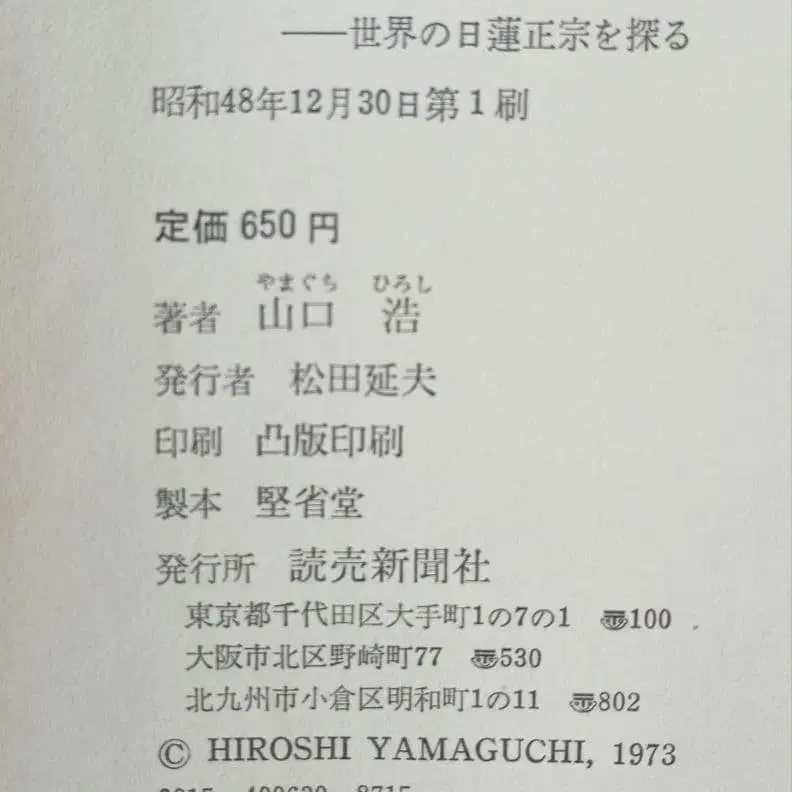 ――世界の日蓮正宗を探る
昭和48年12月30日第1刷
定価 650 円
やまぐち ひろし
著者 山口 浩
発行者 松田延夫
印刷 凸版印刷
製本 堅省堂
発行所 読売新聞社
東京都千代田区大手町1の7の1 〠100
大阪市北区野崎町77 〠530
北九州市小倉区明和町1の11 〠802
© HIROSHI YAMAGUCHI, 1973